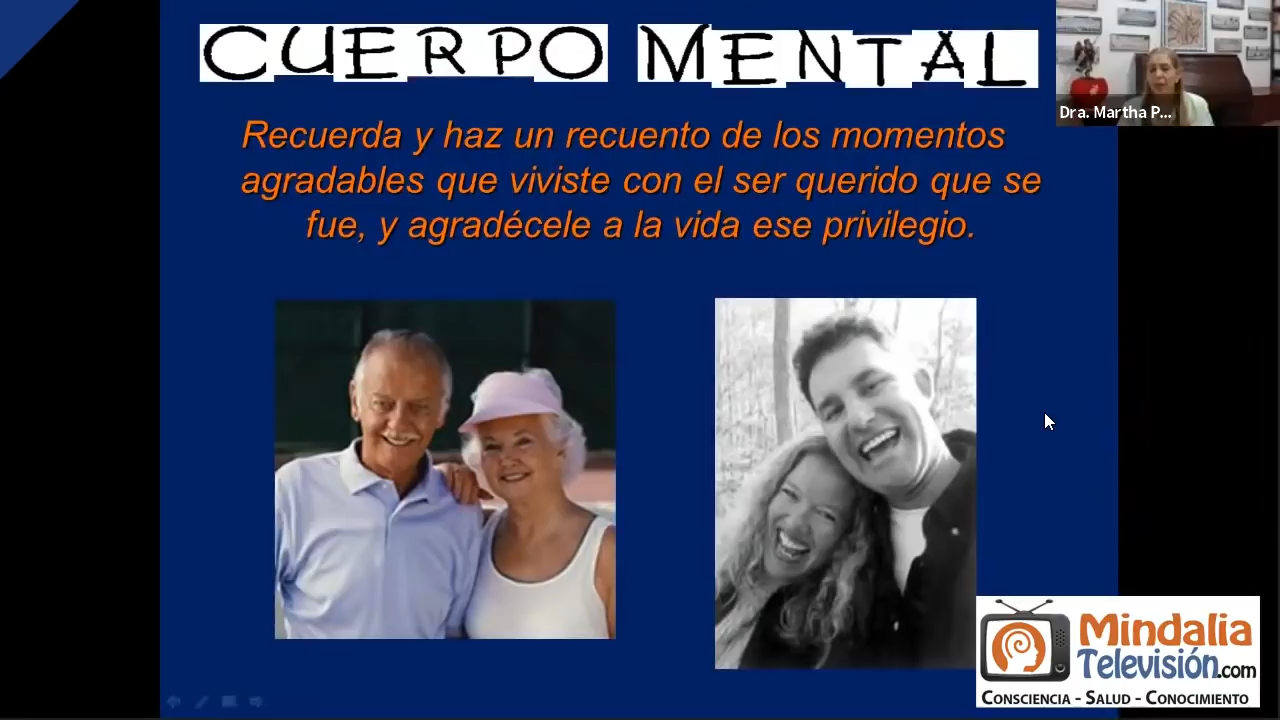 CUERPO MENTAL
Dra. Martha P...
Recuerda y haz un recuento de los momentos
agradables que viviste con el ser querido que se
fue, y agradécele a la vida ese privilegio.
Mindalia
Televisión.com
CONSCIENCIA - SALUD - CONOCIMIENTO